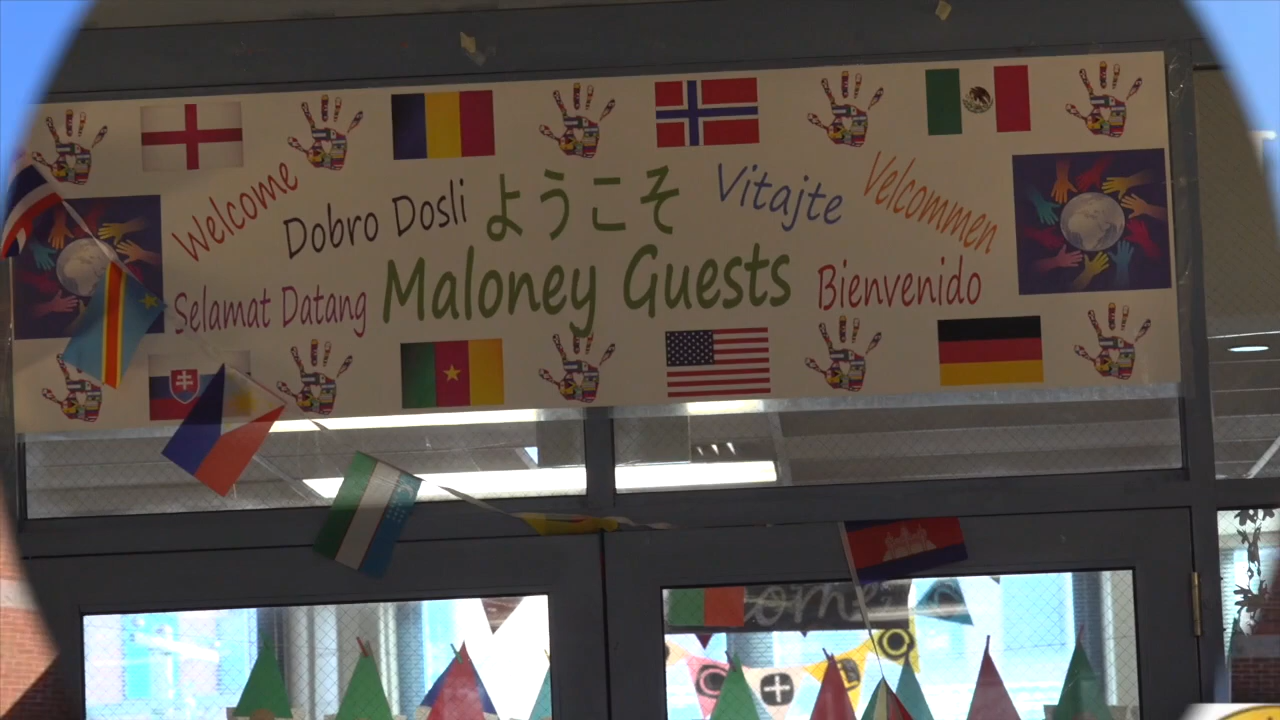 Welcome
Dobro Dosli
ようこそ
Vitajte
Velcommen
Selamat Datang
Maloney Guests
Bienvenido